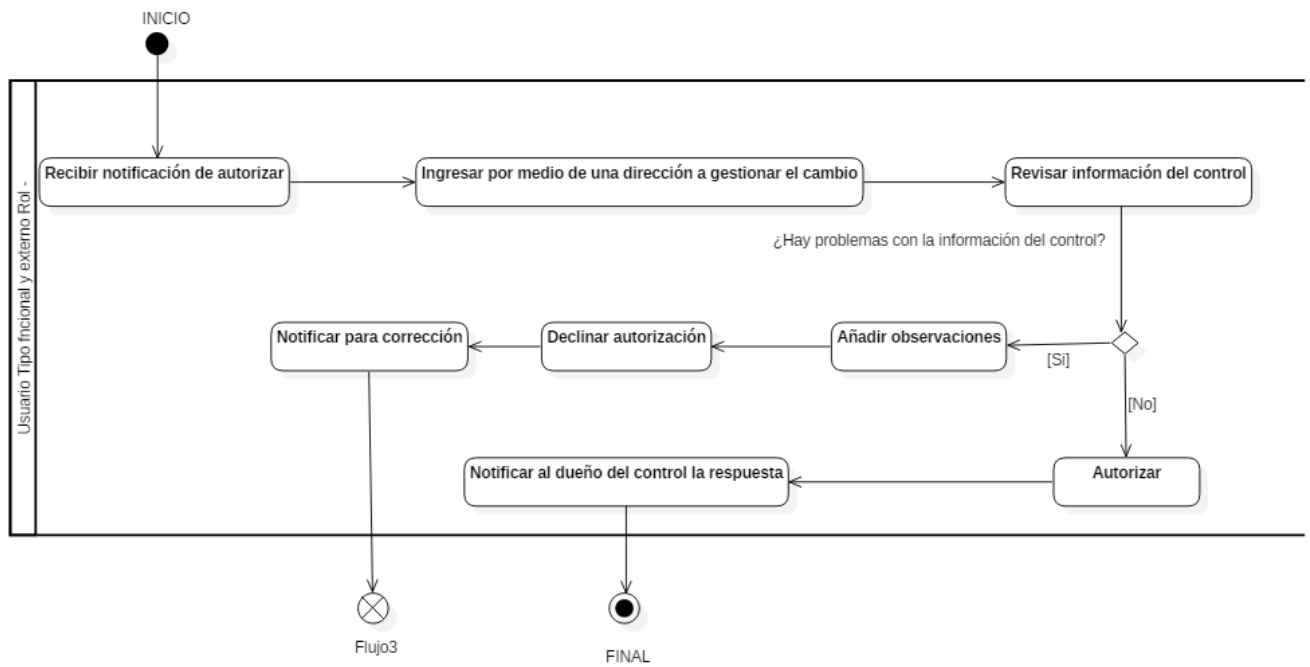 INICIO
Usuario Tipo fncional y externo Rol -
Recibir notificación de autorizar
Ingresar por medio de una dirección a gestionar el cambio
Revisar información del control
¿Hay problemas con la información del control?
Notificar para corrección
Declinar autorización
Añadir observaciones
[Si]
[No]
Notificar al dueño del control la respuesta
Autorizar
Flujo3
FINAL